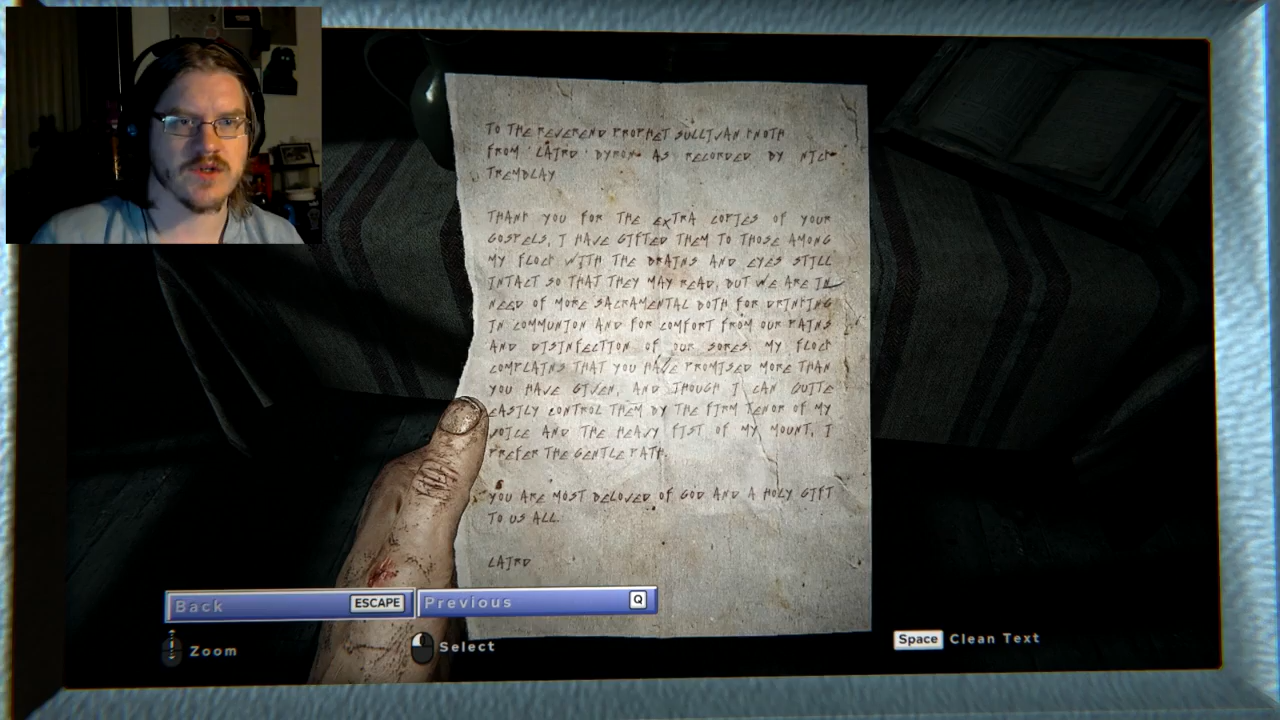 TO THE REVEREND PROPHET SULLIVAN KNOTH
FROM 'LAIRD' BYRON. AS RECORDED BY NICK
TREMBLAY
THANK YOU FOR THE EXTRA COPIES OF YOUR
GOSPELS, I HAVE GIFTED THEM TO THOSE AMONG
MY FLOCK WITH THE BRAINS AND EYES STILL
INTACT SO THAT THEY MAY READ, BUT WE ARE IN
NEED OF MORE SACRAMENTAL BOTH FOR DRINKING
IN COMMUNION AND FOR COMFORT FROM OUR PAINS
AND DISINFECTION OF OUR SORES. MY FLOCK
COMPLAINS THAT YOU HAVE PROMISED MORE THAN
YOU HAVE GIVEN, AND THOUGH I CAN QUITE
EASILY CONTROL THEM BY THE FIRM TENOR OF MY
VOICE AND THE HEAVY FIST OF MY MOUNT, I
PREFER THE GENTLE PATH.
YOU ARE MOST BELOVED OF GOD AND A HOLY GIFT
TO US ALL.
LAIRD
Back ESCAPE Previous Q
Zoom Select Space Clean Text